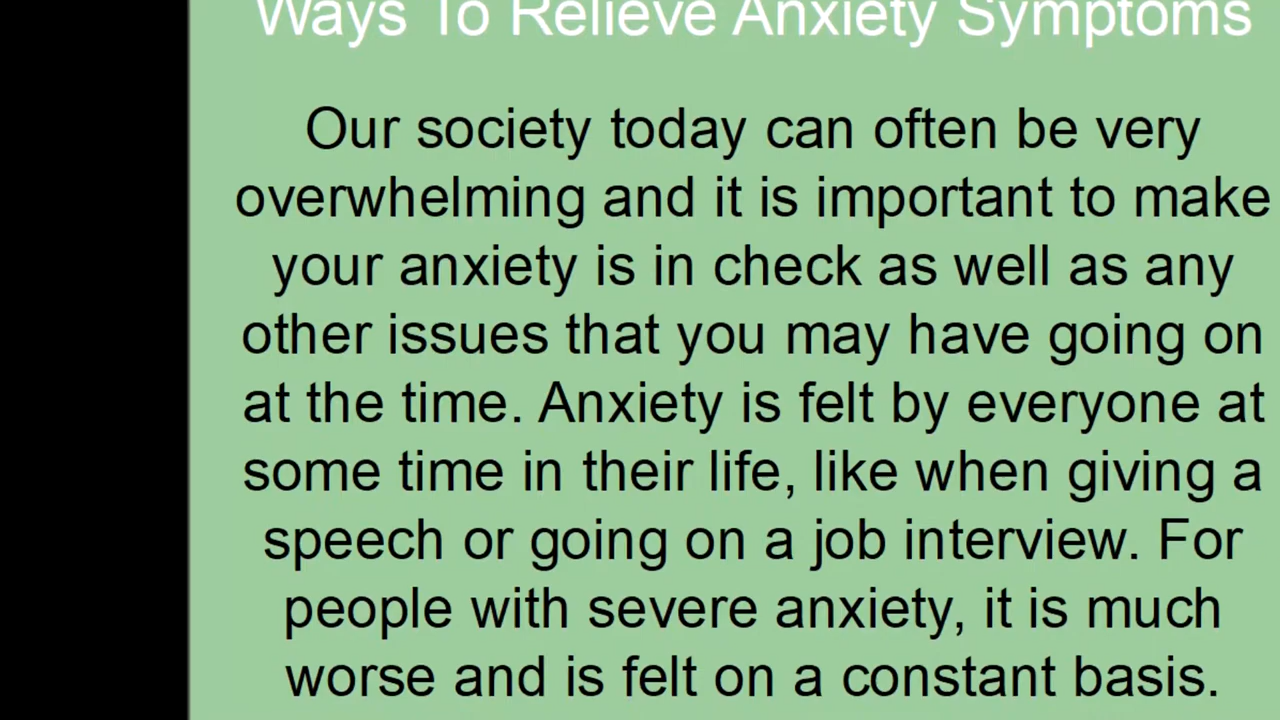 Ways To Relieve Anxiety Symptoms
Our society today can often be very
overwhelming and it is important to make
your anxiety is in check as well as any
other issues that you may have going on
at the time. Anxiety is felt by everyone at
some time in their life, like when giving a
speech or going on a job interview. For
people with severe anxiety, it is much
worse and is felt on a constant basis.